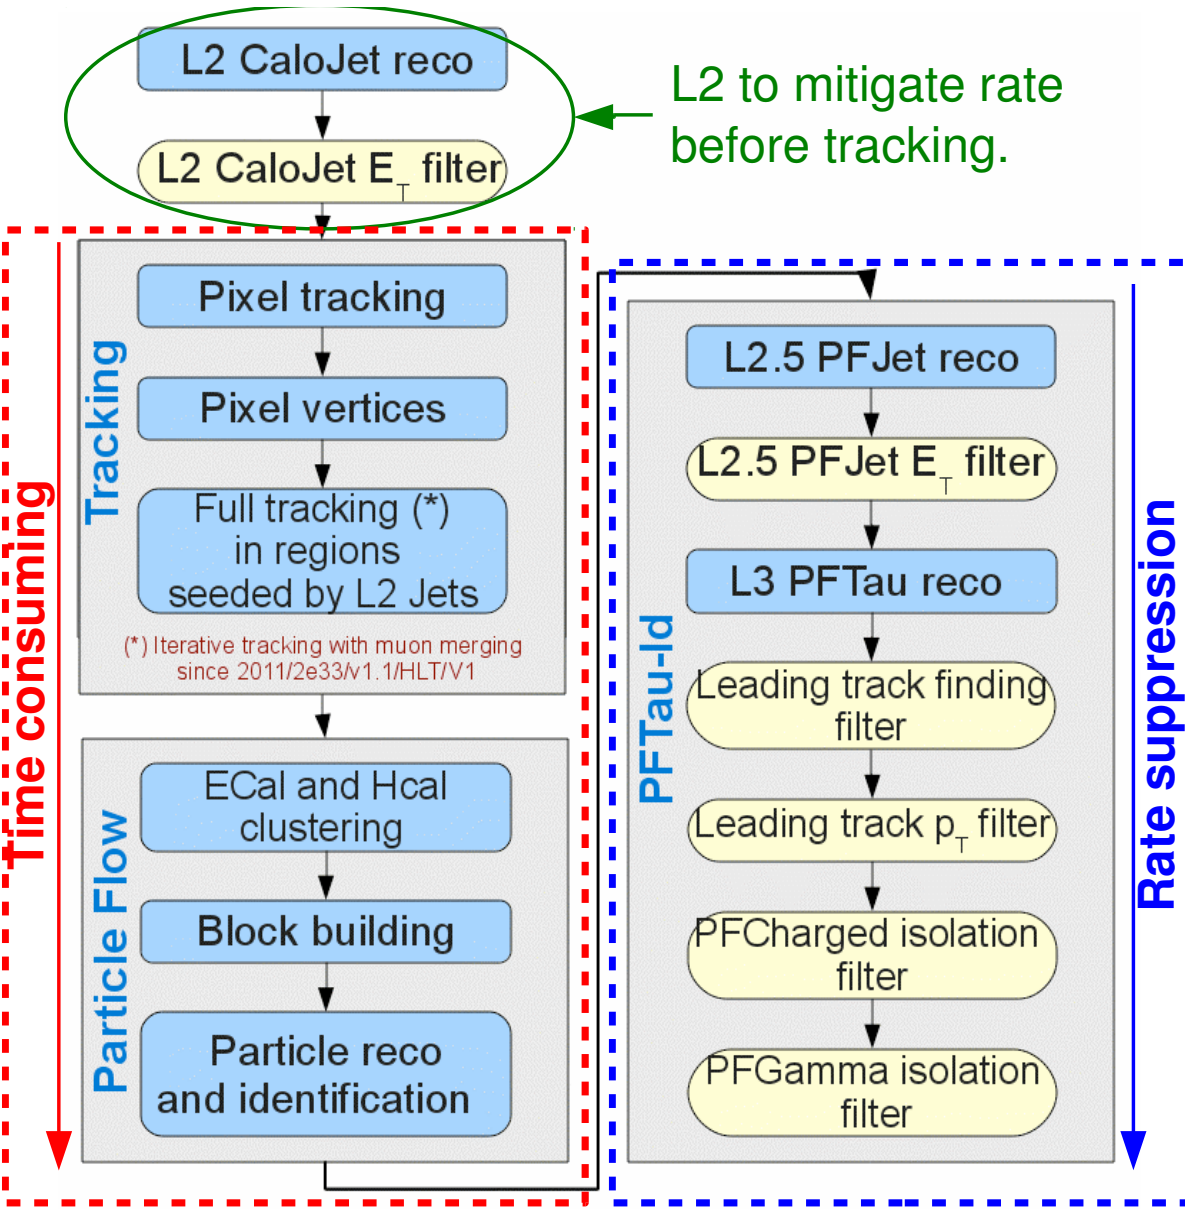 L2 CaloJet reco
L2 CaloJet E_T filter
L2 to mitigate rate
before tracking.
Time consuming
Tracking
Pixel tracking
Pixel vertices
Full tracking (*)
in regions
seeded by L2 Jets
(*) Iterative tracking with muon merging
since 2011/2e33/v1.1/HLT/V1
Particle Flow
ECal and Hcal
clustering
Block building
Particle reco
and identification
PFTau-Id
L2.5 PFJet reco
L2.5 PFJet E_T filter
L3 PFTau reco
Leading track finding
filter
Leading track p_T filter
PFCharged isolation
filter
PFGamma isolation
filter
Rate suppression